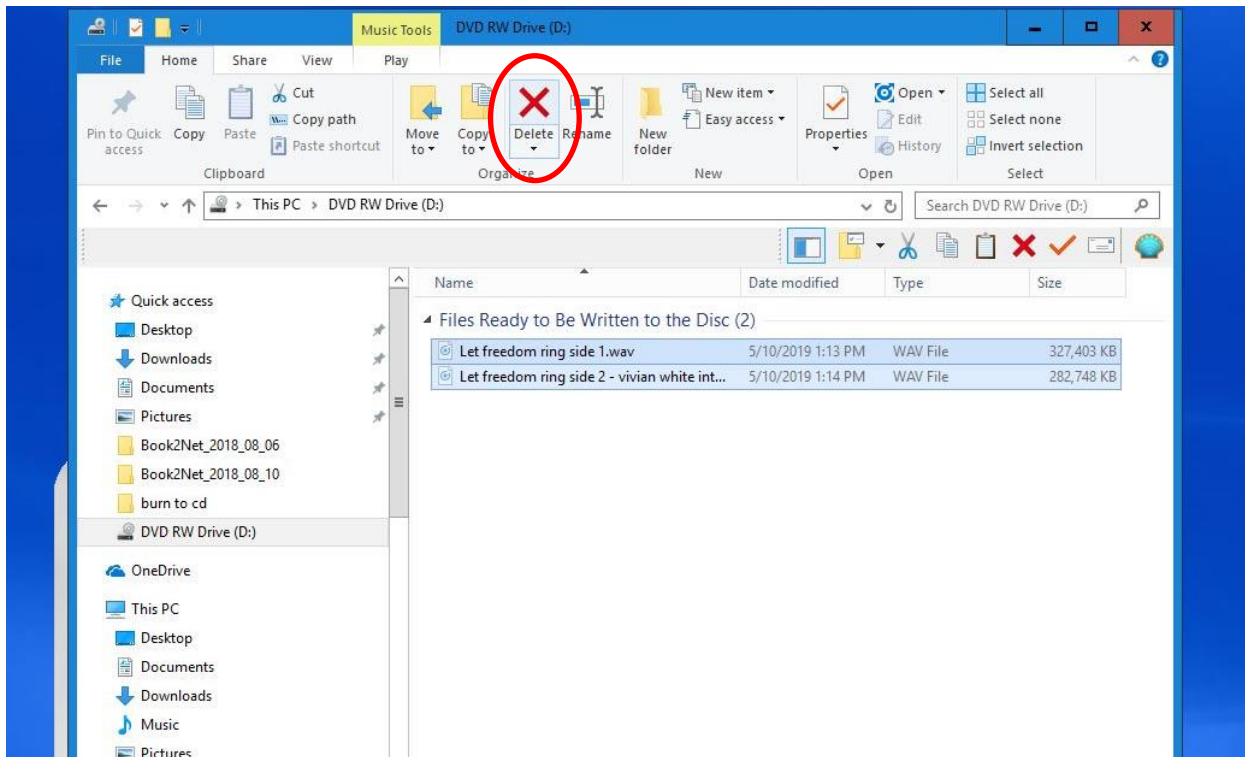 Music Tools DVD RW Drive (D:)
File Home Share View Play
Pin to Quick access
Copy
Paste
Cut
Copy path
Paste shortcut
Clipboard
Move to
Copy to
Delete
Rename
Organize
New folder
New item
Easy access
New
Properties
Open
Edit
History
Open
Select all
Select none
Invert selection
Select
This PC > DVD RW Drive (D:)
Search DVD RW Drive (D:)
Name Date modified Type Size
Files Ready to Be Written to the Disc (2)
Let freedom ring side 1.wav 5/10/2019 1:13 PM WAV File 327,403 KB
Let freedom ring side 2 - vivian white int... 5/10/2019 1:14 PM WAV File 282,748 KB
Quick access
Desktop
Downloads
Documents
Pictures
Book2Net_2018_08_06
Book2Net_2018_08_10
burn to cd
DVD RW Drive (D:)
OneDrive
This PC
Desktop
Documents
Downloads
Music
Pictures